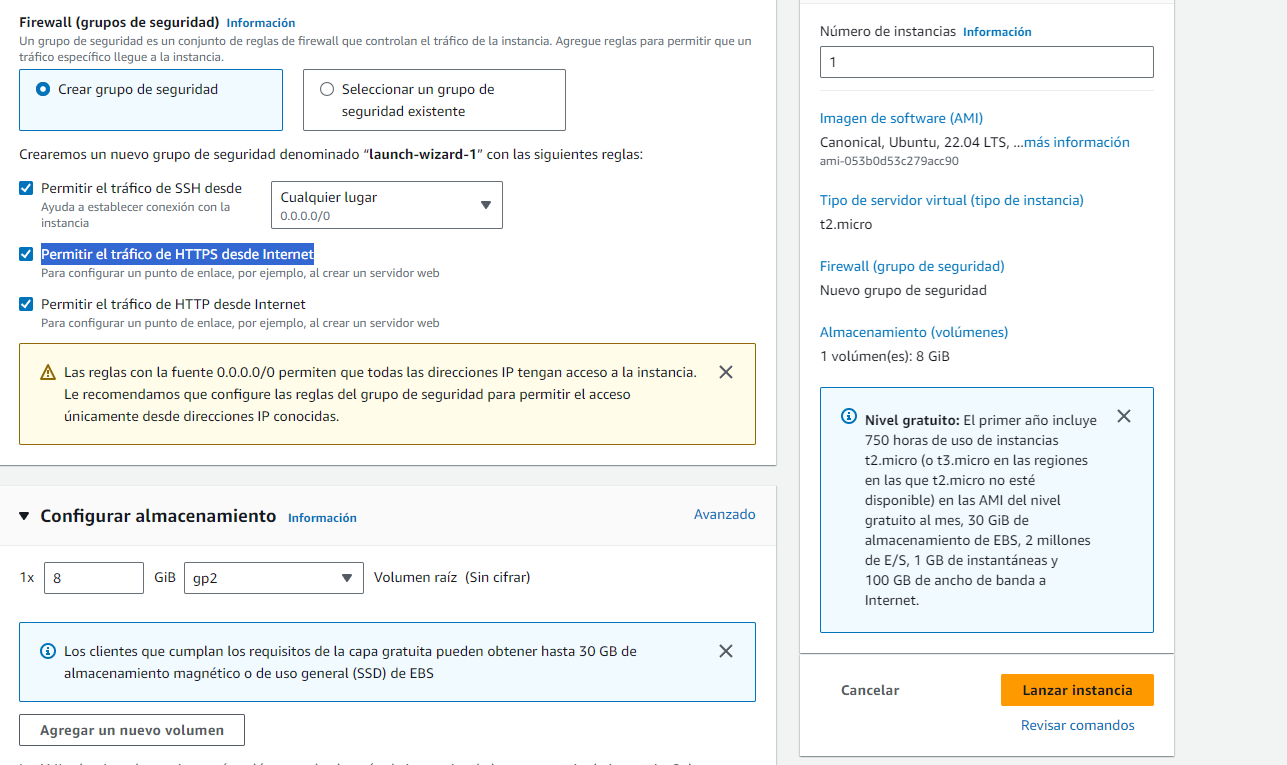 Firewall (grupos de seguridad) Información
Un grupo de seguridad es un conjunto de reglas de firewall que controlan el tráfico de la instancia. Agregue reglas para permitir que un
tráfico específico llegue a la instancia.
Crear grupo de seguridad
Seleccionar un grupo de
seguridad existente
Crearemos un nuevo grupo de seguridad denominado “launch-wizard-1” con las siguientes reglas:
Permitir el tráfico de SSH desde
Ayuda a establecer conexión con la
instancia
Cualquier lugar
0.0.0.0/0
Permitir el tráfico de HTTPS desde Internet
Para configurar un punto de enlace, por ejemplo, al crear un servidor web
Permitir el tráfico de HTTP desde Internet
Para configurar un punto de enlace, por ejemplo, al crear un servidor web
Las reglas con la fuente 0.0.0.0/0 permiten que todas las direcciones IP tengan acceso a la instancia.
Le recomendamos que configure las reglas del grupo de seguridad para permitir el acceso
únicamente desde direcciones IP conocidas.
Configurar almacenamiento Información
Avanzado
1x 8 GiB gp2 Volumen raíz (Sin cifrar)
Los clientes que cumplan los requisitos de la capa gratuita pueden obtener hasta 30 GB de
almacenamiento magnético o de uso general (SSD) de EBS
Agregar un nuevo volumen
Número de instancias Información
1
Imagen de software (AMI)
Canonical, Ubuntu, 22.04 LTS, ...más información
ami-053b0d53c279acc90
Tipo de servidor virtual (tipo de instancia)
t2.micro
Firewall (grupo de seguridad)
Nuevo grupo de seguridad
Almacenamiento (volúmenes)
1 volúmen(es): 8 GiB
Nivel gratuito: El primer año incluye
750 horas de uso de instancias
t2.micro (o t3.micro en las regiones
en las que t2.micro no esté
disponible) en las AMI del nivel
gratuito al mes, 30 GiB de
almacenamiento de EBS, 2 millones
de E/S, 1 GB de instantáneas y
100 GB de ancho de banda a
Internet.
Cancelar
Lanzar instancia
Revisar comandos